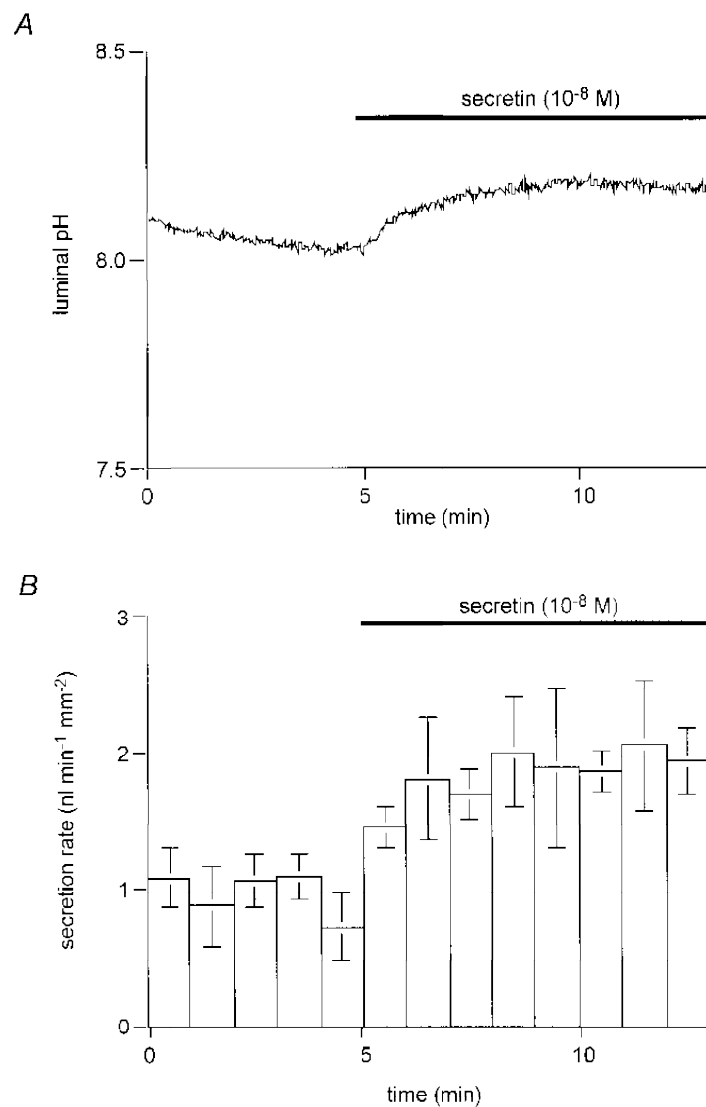 A
8.5
secretin (10⁻⁸ M)
8.0
luminal pH
7.5
0 5 10
time (min)
B
3
secretin (10⁻⁸ M)
2
1
0
secretion rate (nl min⁻¹ mm⁻²)
0 5 10
time (min)